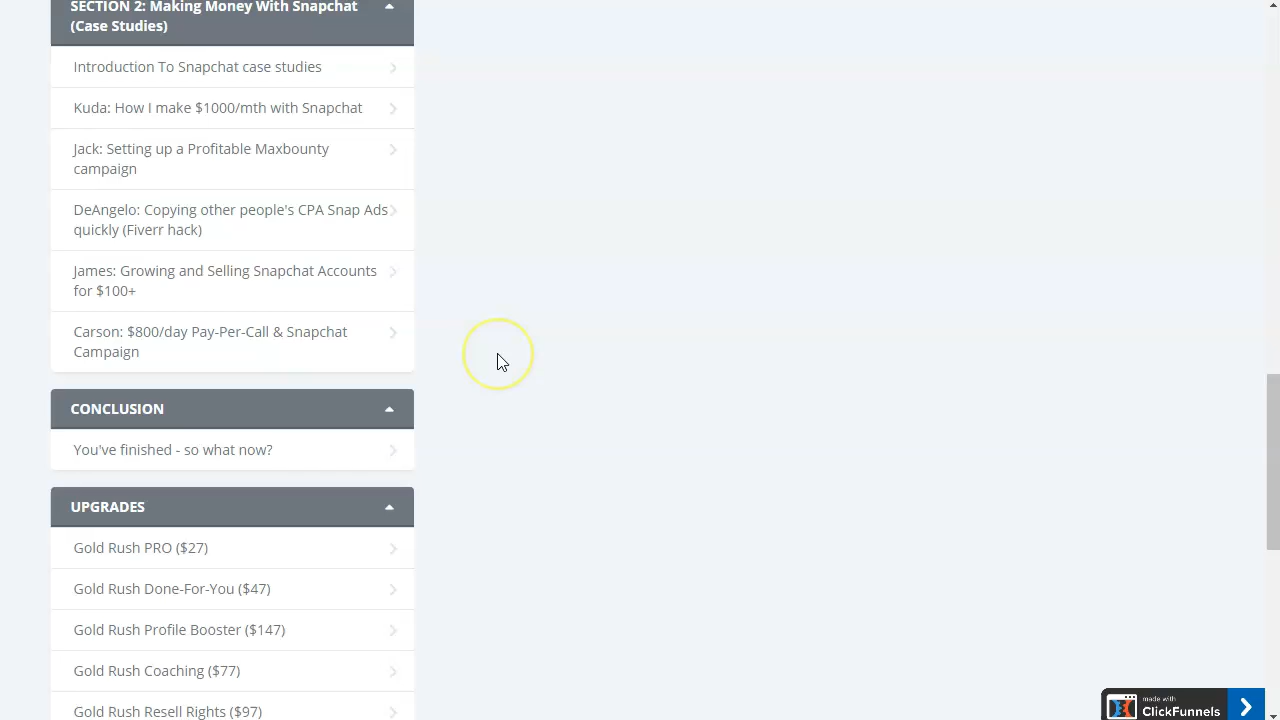 SECTION 2: Making Money With Snapchat
(Case Studies)
Introduction To Snapchat case studies
Kuda: How I make $1000/mth with Snapchat
Jack: Setting up a Profitable Maxbounty
campaign
DeAngelo: Copying other people's CPA Snap Ads
quickly (Fiverr hack)
James: Growing and Selling Snapchat Accounts
for $100+
Carson: $800/day Pay-Per-Call & Snapchat
Campaign
CONCLUSION
You've finished - so what now?
UPGRADES
Gold Rush PRO ($27)
Gold Rush Done-For-You ($47)
Gold Rush Profile Booster ($147)
Gold Rush Coaching ($77)
Gold Rush Resell Rights ($97)
made with
ClickFunnels